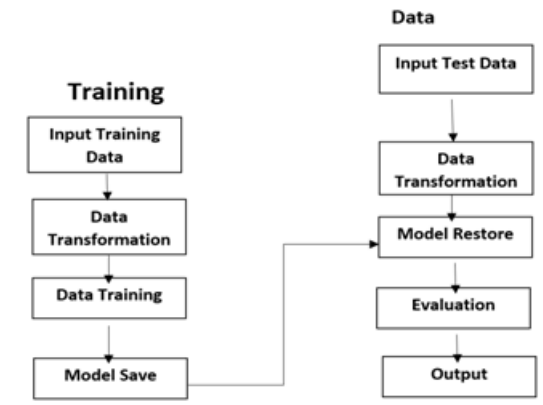 Training
Input Training
Data
Data
Transformation
Data Training
Model Save
Data
Input Test Data
Data
Transformation
Model Restore
Evaluation
Output